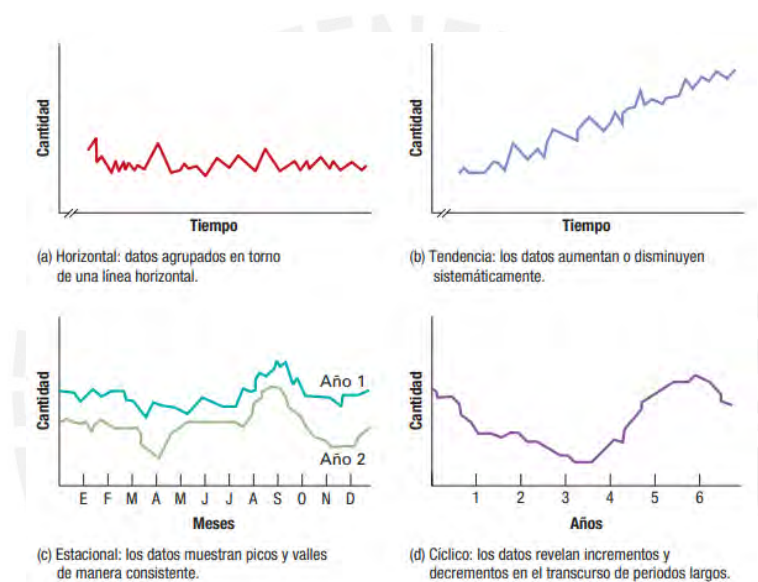 Cantidad
Tiempo
(a) Horizontal: datos agrupados en torno
de una línea horizontal.
Cantidad
Tiempo
(b) Tendencia: los datos aumentan o disminuyen
sistemáticamente.
Cantidad
Año 1
Año 2
E F M A M J J A S O N D
Meses
(c) Estacional: los datos muestran picos y valles
de manera consistente.
Cantidad
1 2 3 4 5 6
Años
(d) Cíclico: los datos revelan incrementos y
decrementos en el transcurso de periodos largos.